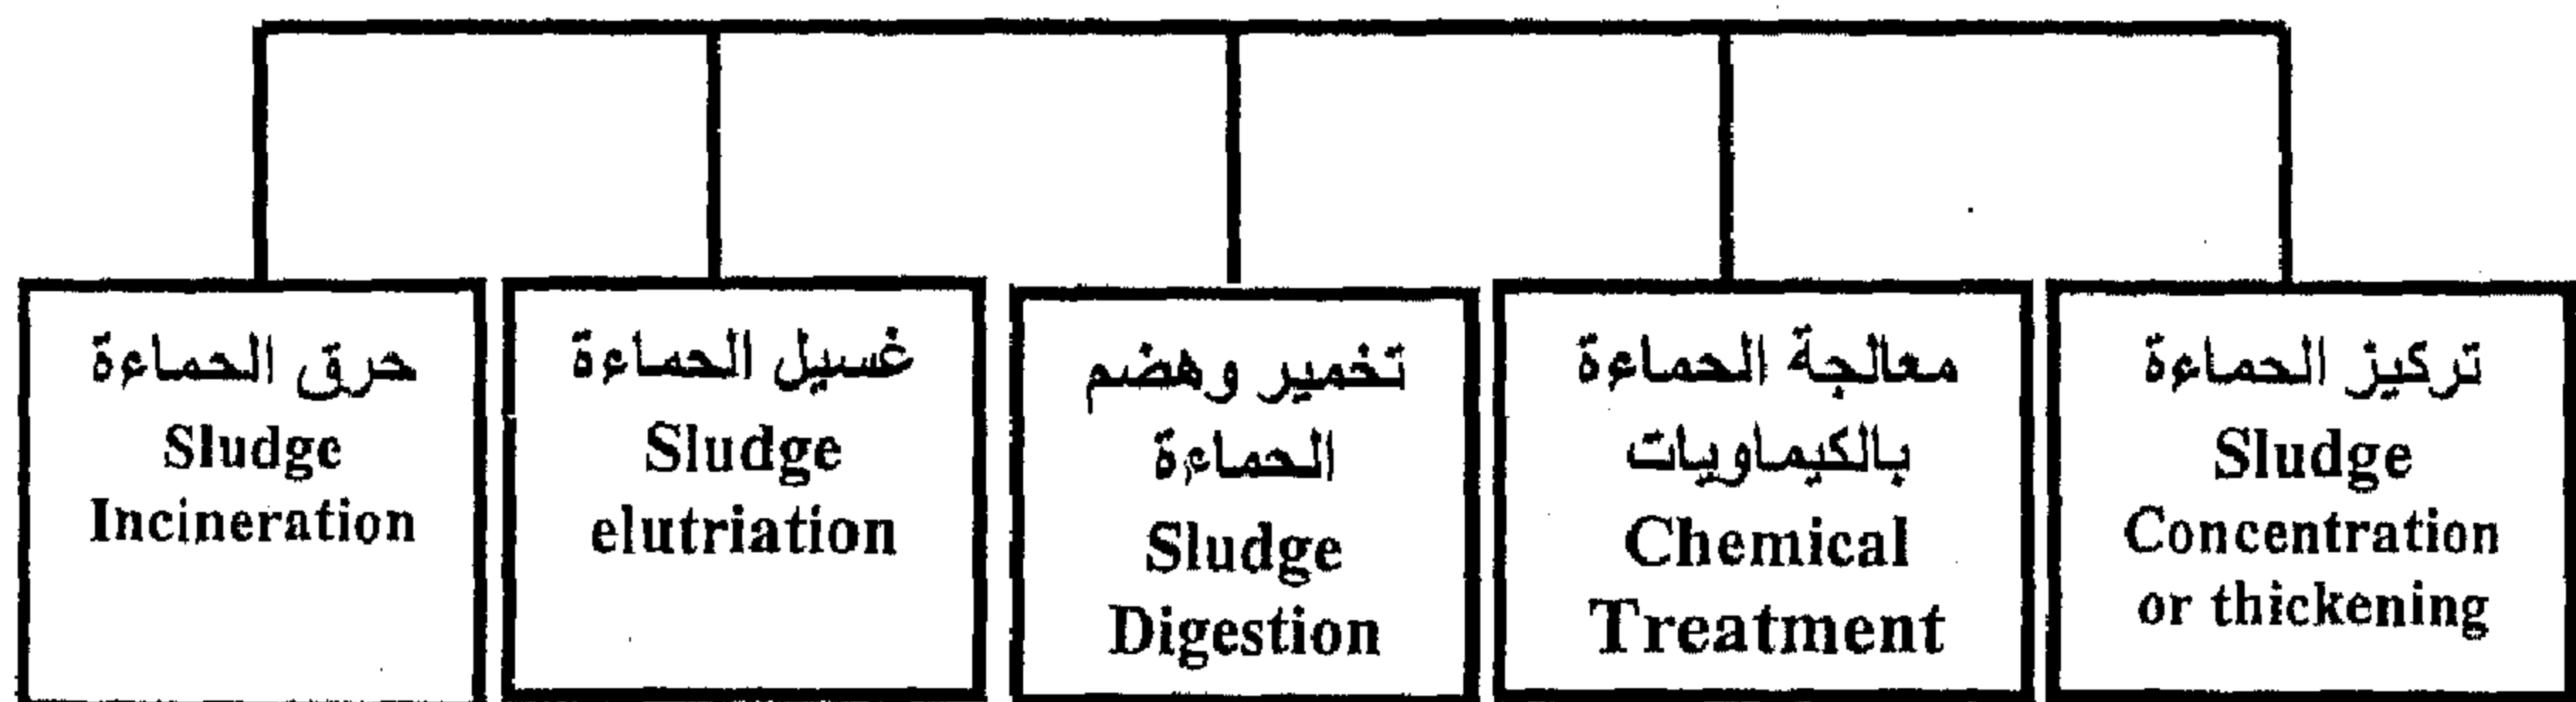 تركيز الحماءة
Sludge
Concentration
or thickening
معالجة الحماءة
بالكيماويات
Chemical
Treatment
تخمير وهضم
الحماءة
Sludge
Digestion
غسيل الحماءة
Sludge
elutriation
حرق الحماءة
Sludge
Incineration